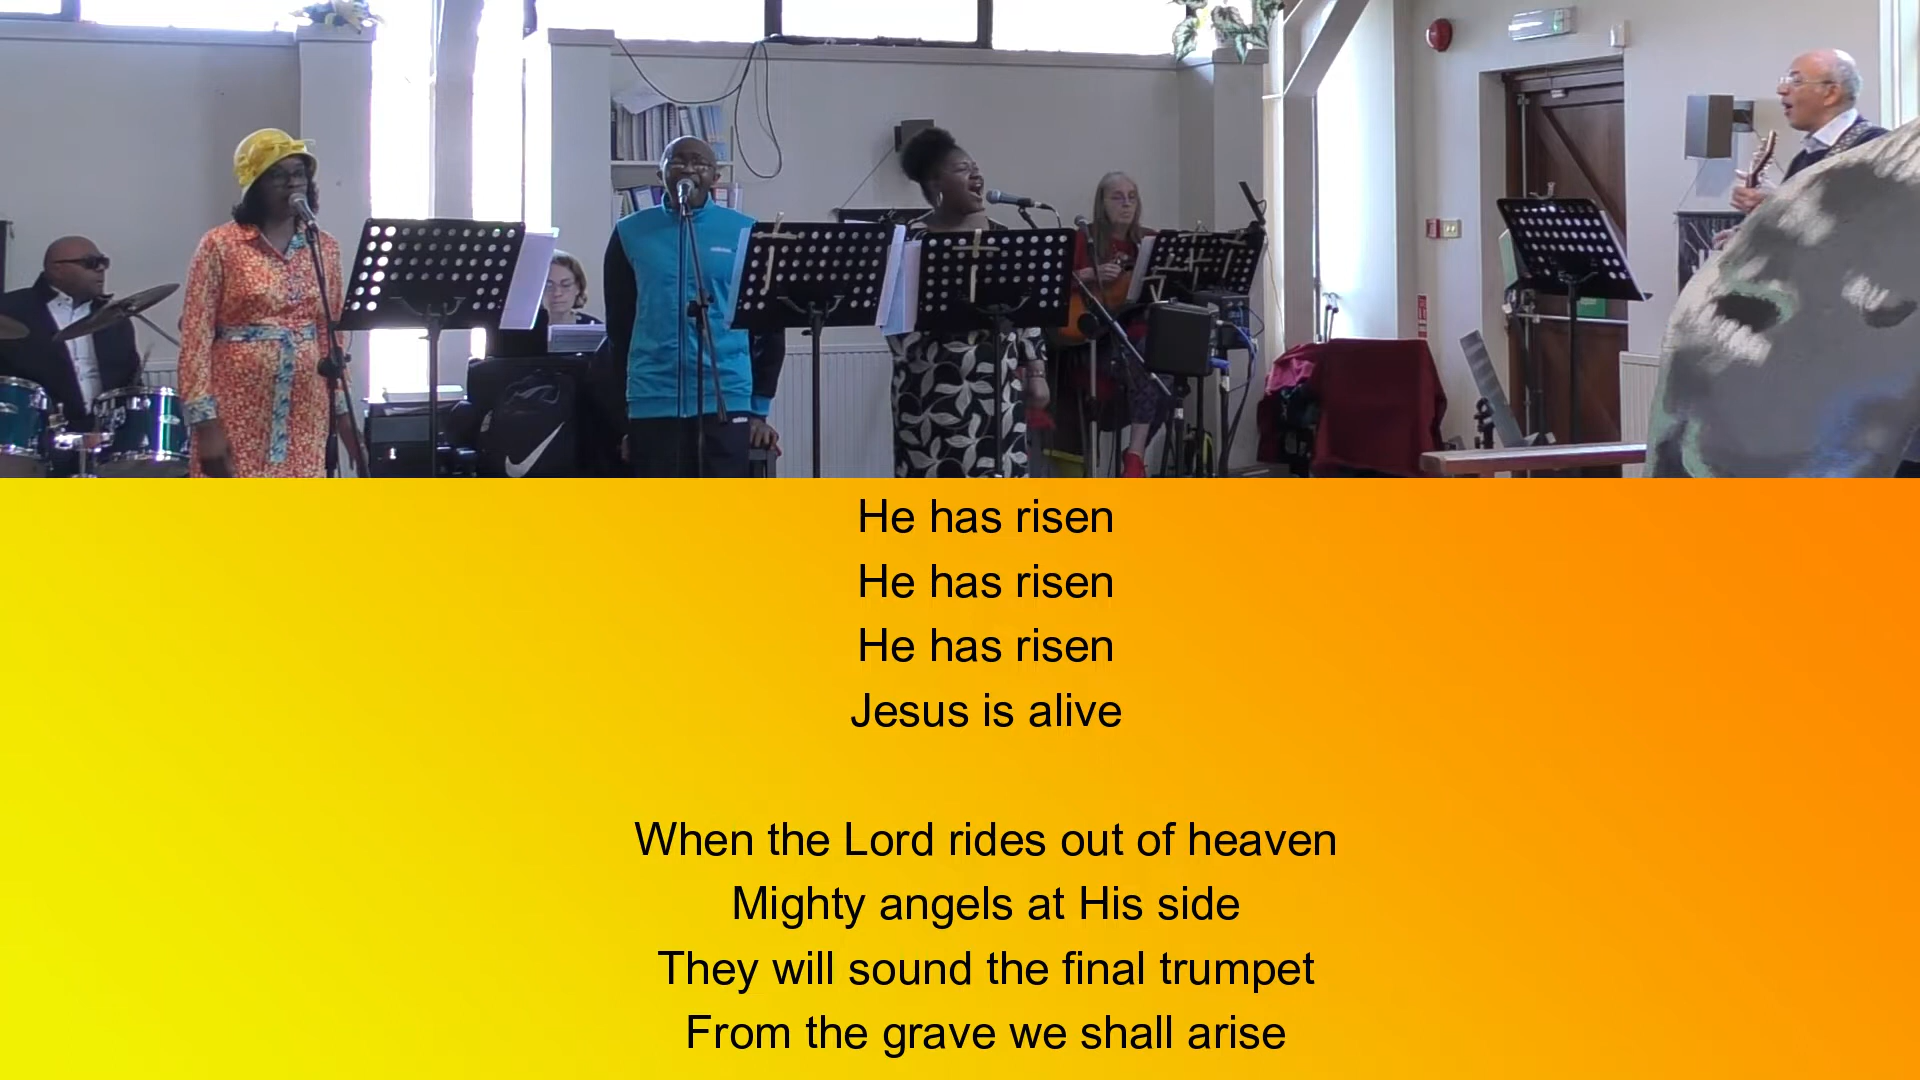 He has risen
He has risen
He has risen
Jesus is alive
When the Lord rides out of heaven
Mighty angels at His side
They will sound the final trumpet
From the grave we shall arise